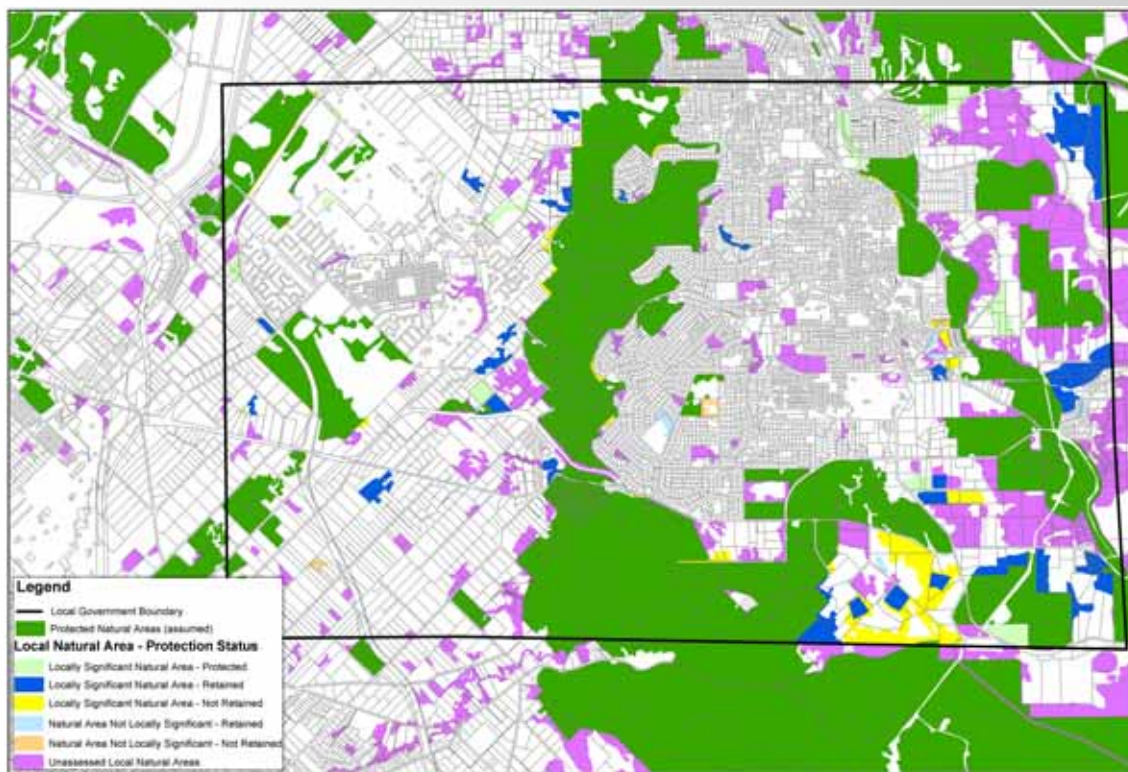 Legend
Local Government Boundary
Protected Natural Areas (assumed)
Local Natural Area - Protection Status
Locally Significant Natural Area - Protected
Locally Significant Natural Area - Retained
Locally Significant Natural Area - Not Retained
Natural Area Not Locally Significant - Retained
Natural Area Not Locally Significant - Not Retained
Unassessed Local Natural Areas